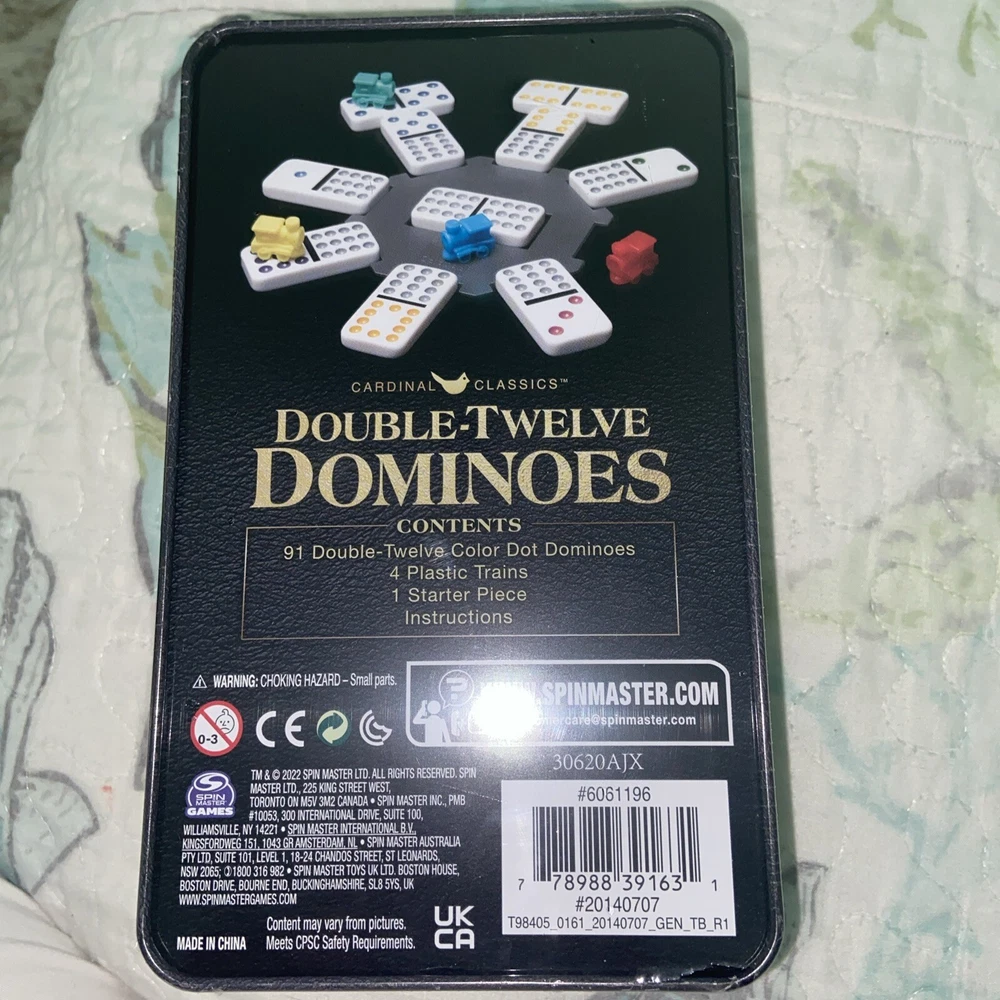 CARDINAL CLASSICS™
DOUBLE-TWELVE
DOMINOES
CONTENTS
91 Double-Twelve Color Dot Dominoes
4 Plastic Trains
1 Starter Piece
Instructions
⚠ WARNING: CHOKING HAZARD – Small parts.
.SPINMASTER.COM
@spinmaster.com
0-3
CE
30620AJX
SPIN
MASTER
GAMES
TM & © 2022 SPIN MASTER LTD. ALL RIGHTS RESERVED. SPIN
MASTER LTD., 225 KING STREET WEST,
TORONTO ON M5V 3M2 CANADA • SPIN MASTER INC., PMB
#10053, 300 INTERNATIONAL DRIVE, SUITE 100,
WILLIAMSVILLE, NY 14221 • SPIN MASTER INTERNATIONAL B.V.,
KINGSFORDWEG 151, 1043 GR AMSTERDAM, NL • SPIN MASTER AUSTRALIA
PTY LTD, SUITE 101, LEVEL 1, 18-24 CHANDOS STREET, ST LEONARDS,
NSW 2065; 1800 316 982 • SPIN MASTER TOYS UK LTD. BOSTON HOUSE,
BOSTON DRIVE, BOURNE END, BUCKINGHAMSHIRE, SL8 5YS, UK
WWW.SPINMASTERGAMES.COM
Content may vary from pictures.
MADE IN CHINA Meets CPSC Safety Requirements.
UK
CA
#6061196
7 78988 39163 1
#20140707
T98405_0161_20140707_GEN_TB_R1